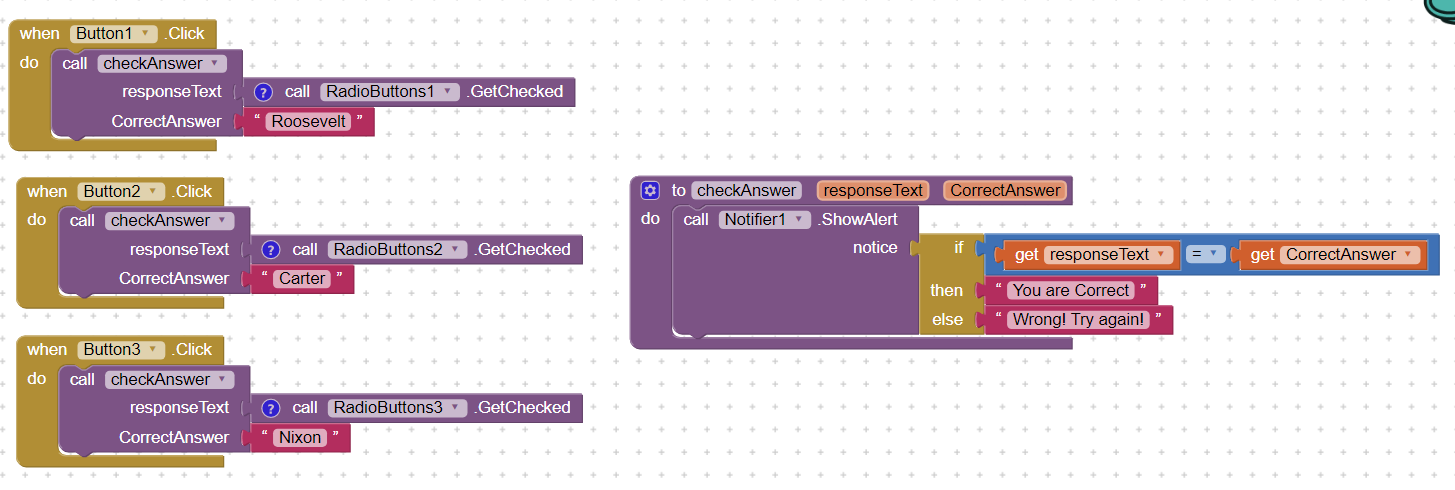 when Button1 .Click
do call checkAnswer
responseText ? call RadioButtons1 .GetChecked
CorrectAnswer “ Roosevelt ”
when Button2 .Click
do call checkAnswer
responseText ? call RadioButtons2 .GetChecked
CorrectAnswer “ Carter ”
when Button3 .Click
do call checkAnswer
responseText ? call RadioButtons3 .GetChecked
CorrectAnswer “ Nixon ”
to checkAnswer responseText CorrectAnswer
do call Notifier1 .ShowAlert
notice if get responseText = get CorrectAnswer
then “ You are Correct ”
else “ Wrong! Try again! ”